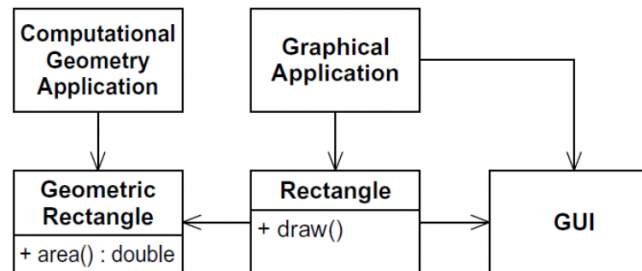 Computational
Geometry
Application
Graphical
Application
Geometric
Rectangle
+ area() : double
Rectangle
+ draw()
GUI